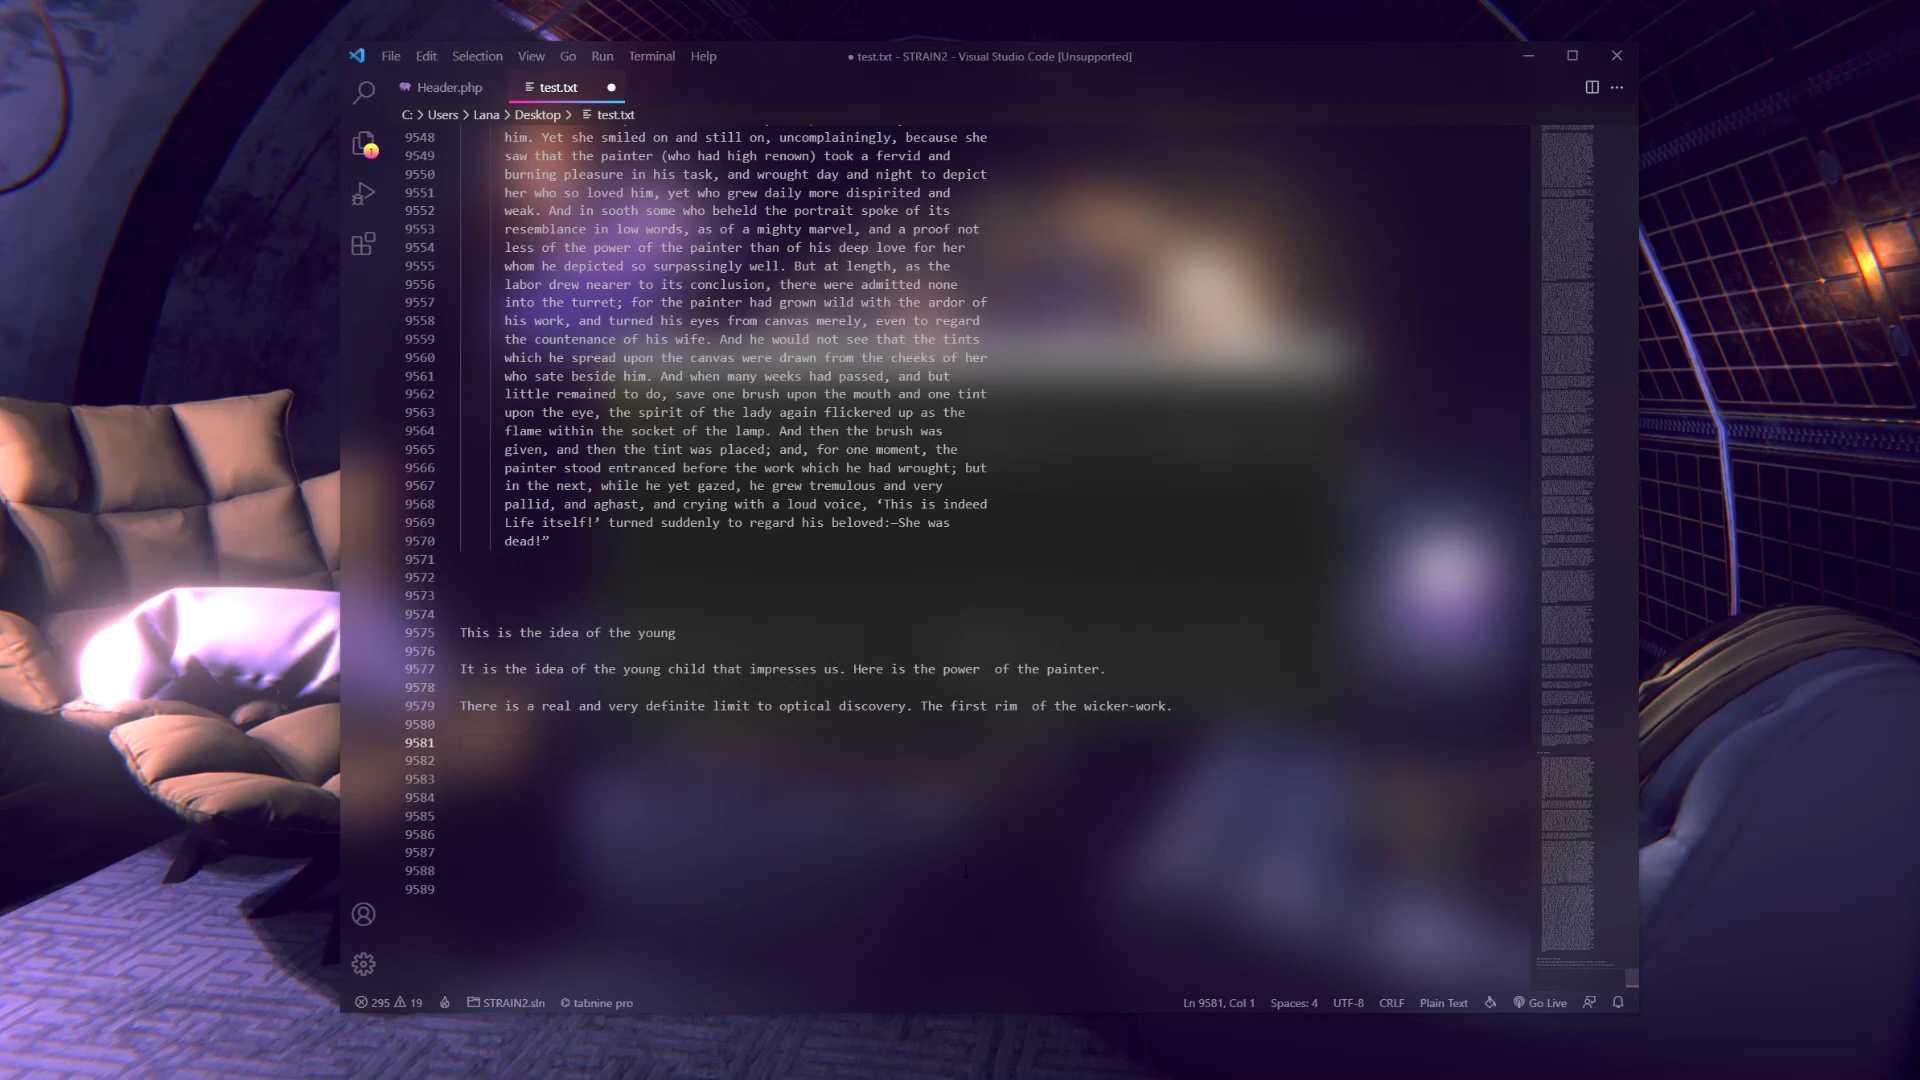 File Edit Selection View Go Run Terminal Help
● test.txt - STRAIN2 - Visual Studio Code [Unsupported]
Header.php
test.txt
C: > Users > Lana > Desktop > test.txt
1
9548 him. Yet she smiled on and still on, uncomplainingly, because she
9549 saw that the painter (who had high renown) took a fervid and
9550 burning pleasure in his task, and wrought day and night to depict
9551 her who so loved him, yet who grew daily more dispirited and
9552 weak. And in sooth some who beheld the portrait spoke of its
9553 resemblance in low words, as of a mighty marvel, and a proof not
9554 less of the power of the painter than of his deep love for her
9555 whom he depicted so surpassingly well. But at length, as the
9556 labor drew nearer to its conclusion, there were admitted none
9557 into the turret; for the painter had grown wild with the ardor of
9558 his work, and turned his eyes from canvas merely, even to regard
9559 the countenance of his wife. And he would not see that the tints
9560 which he spread upon the canvas were drawn from the cheeks of her
9561 who sate beside him. And when many weeks had passed, and but
9562 little remained to do, save one brush upon the mouth and one tint
9563 upon the eye, the spirit of the lady again flickered up as the
9564 flame within the socket of the lamp. And then the brush was
9565 given, and then the tint was placed; and, for one moment, the
9566 painter stood entranced before the work which he had wrought; but
9567 in the next, while he yet gazed, he grew tremulous and very
9568 pallid, and aghast, and crying with a loud voice, ‘This is indeed
9569 Life itself!’ turned suddenly to regard his beloved:—She was
9570 dead!”
9571
9572
9573
9574
9575 This is the idea of the young
9576
9577 It is the idea of the young child that impresses us. Here is the power  of the painter.
9578
9579 There is a real and very definite limit to optical discovery. The first rim  of the wicker-work.
9580
9581
9582
9583
9584
9585
9586
9587
9588
9589
295 19 STRAIN2.sln tabnine pro Ln 9581, Col 1 Spaces: 4 UTF-8 CRLF Plain Text Go Live